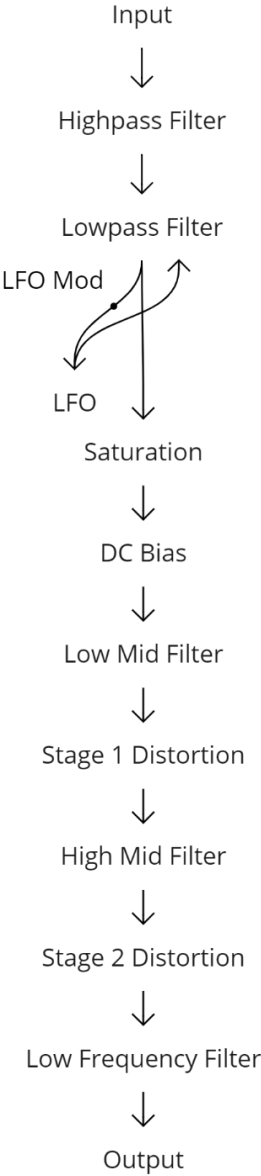 Input
Highpass Filter
Lowpass Filter
LFO Mod
LFO
Saturation
DC Bias
Low Mid Filter
Stage 1 Distortion
High Mid Filter
Stage 2 Distortion
Low Frequency Filter
Output